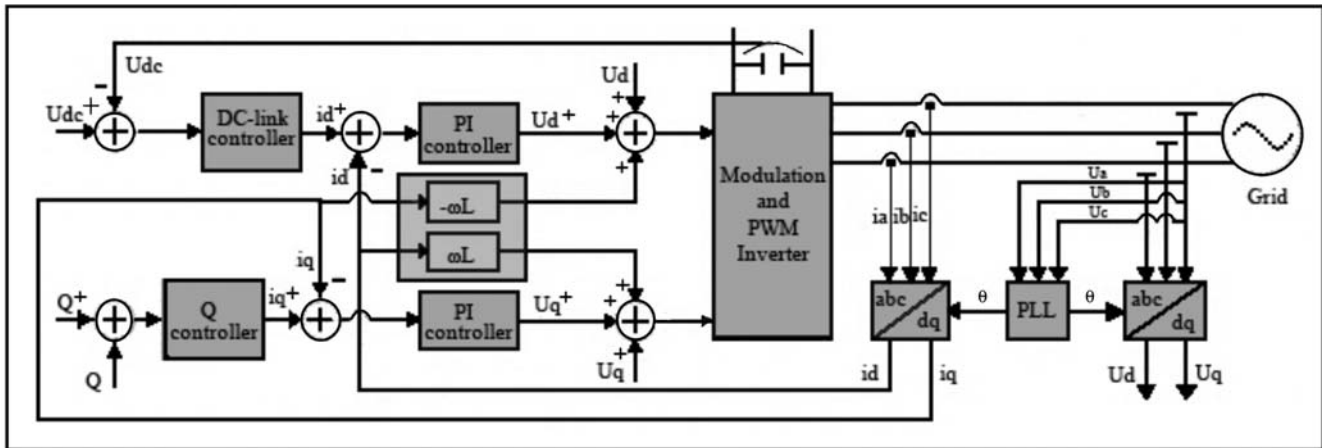 Udc
Ud
Udc+
DC-link
controller
id+
PI
controller
Ud+
id
-ωL
ωL
iq
Q+
Q
controller
iq+
PI
controller
Uq+
Q
Uq
Modulation
and
PWM
Inverter
Grid
Ua
Ub
Uc
ia ib ic
abc
dq
θ
PLL
θ
abc
dq
id
iq
Ud
Uq